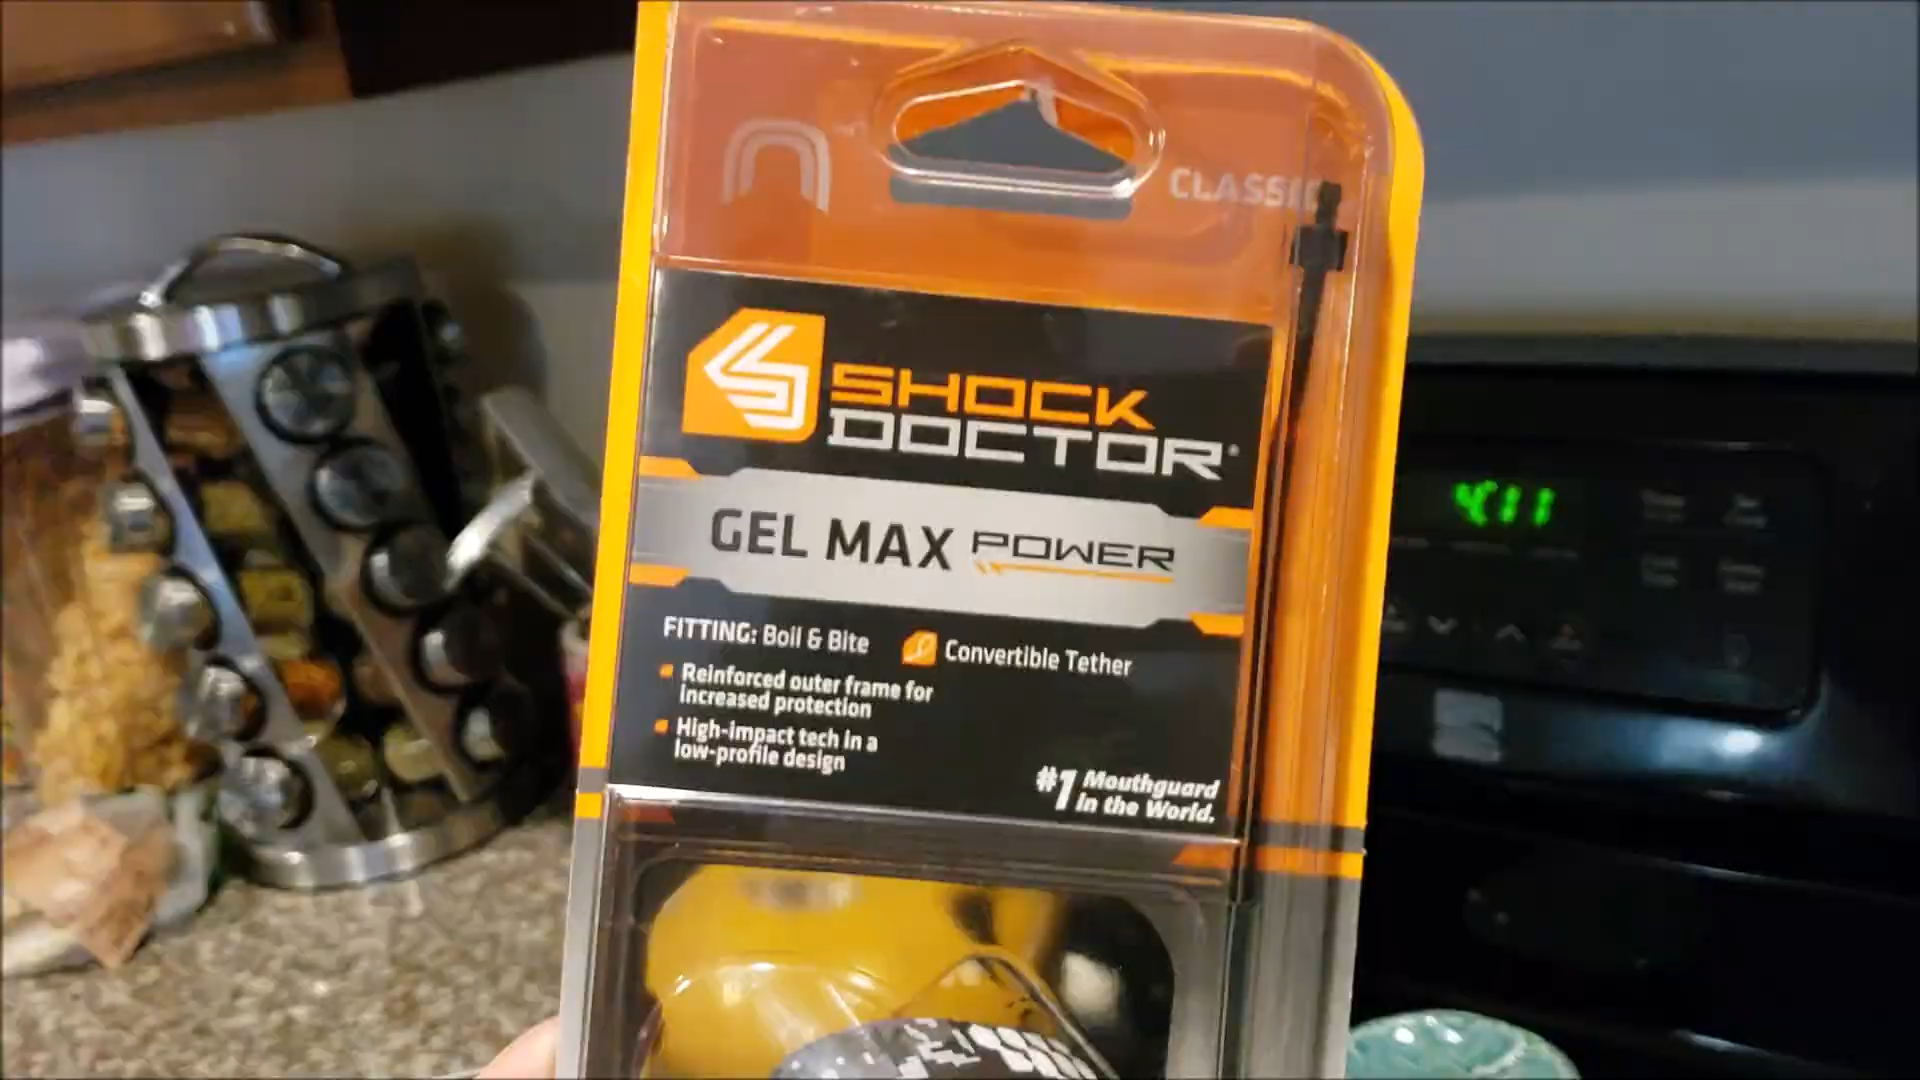 CLASSIC
SHOCK
DOCTOR
GEL MAX POWER
FITTING: Boil & Bite
Convertible Tether
Reinforced outer frame for
increased protection
High-impact tech in a
low-profile design
#1 Mouthguard
in the World.
4:11